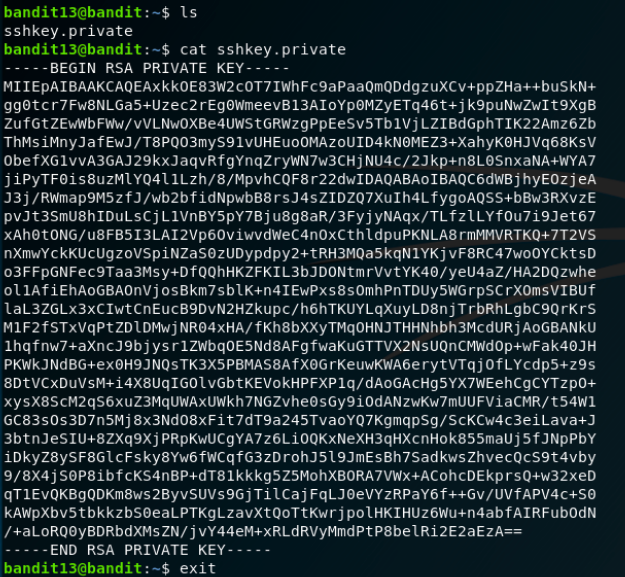 bandit13@bandit:~$ ls
sshkey.private
bandit13@bandit:~$ cat sshkey.private
-----BEGIN RSA PRIVATE KEY-----
MIIEpAIBAAKCAQEAxkkOE83W2cOT7IWhFc9aPaaQmQDdgzuXCv+ppZHa++buSkN+
gg0tcr7Fw8NLGa5+Uzec2rEg0WmeevB13AIoYp0MZyETq46t+jk9puNwZwIt9XgB
ZufGtZEwWbFWw/vVLNwOXBe4UWStGRWzgPpEeSv5Tb1VjLZIBdGphTIK22Amz6Zb
ThMsiMnyJafEwJ/T8PQO3myS91vUHEuoOMAzoUID4kN0MEZ3+XahyK0HJVq68KsV
ObefXG1vvA3GAJ29kxJaqvRfgYnqZryWN7w3CHjNU4c/2Jkp+n8L0SnxaNA+WYA7
jiPyTF0is8uzMlYQ4l1Lzh/8/MpvhCQF8r22dwIDAQABAoIBAQC6dWBjhyEOzjeA
J3j/RWmap9M5zfJ/wb2bfidNpwbB8rsJ4sZIDZQ7XuIh4LfygoAQSS+bBw3RXvzE
pvJt3SmU8hIDuLsCjL1VnBY5pY7Bju8g8aR/3FyjyNAqx/TLfzlLYfOu7i9Jet67
xAh0tONG/u8FB5I3LAI2Vp6OviwvdWeC4nOxCthldpuPKNLA8rmMMVRTKQ+7T2VS
nXmwYckKUcUgzoVSpiNZaS0zUDypdpy2+tRH3MQa5kqN1YKjvF8RC47woOYCktsD
o3FFpGNFec9Taa3Msy+DfQQhHKZFKIL3bJDONtmrVvtYK40/yeU4aZ/HA2DQzwhe
ol1AfiEhAoGBAOnVjosBkm7sblK+n4IEwPxs8sOmhPnTDUy5WGrpSCrXOmsVIBUf
laL3ZGLx3xCIwtCnEucB9DvN2HZkupc/h6hTKUYLqXuyLD8njTrbRhLgbC9QrKrS
M1F2fSTxVqPtZDlDMwjNR04xHA/fKh8bXXyTMqOHNJTHHNhbh3McdURjAoGBANkU
1hqfnw7+aXncJ9bjysr1ZWbqOE5Nd8AFgfwaKuGTTVX2NsUQnCMWdOp+wFak40JH
PKWkJNdBG+ex0H9JNQsTK3X5PBMAS8AfX0GrKeuwKWA6erytVTqjOfLYcdp5+z9s
8DtVCxDuVsM+i4X8UqIGOlvGbtKEVokHPFXP1q/dAoGAcHg5YX7WEehCgCYTzpO+
xysX8ScM2qS6xuZ3MqUWAxUWkh7NGZvhe0sGy9iOdANzwKw7mUUFViaCMR/t54W1
GC83sOs3D7n5Mj8x3NdO8xFit7dT9a245TvaoYQ7KgmqpSg/ScKCw4c3eiLava+J
3btnJeSIU+8ZXq9XjPRpKwUCgYA7z6LiOQKxNeXH3qHXcnHok855maUj5fJNpPbY
iDkyZ8ySF8GlcFsky8Yw6fWCqfG3zDrohJ5l9JmEsBh7SadkwsZhvecQcS9t4vby
9/8X4jS0P8ibfcKS4nBP+dT81kkkg5Z5MohXBORA7VWx+ACohcDEkprsQ+w32xeD
qT1EvQKBgQDKm8ws2ByvSUVs9GjTilCajFqLJ0eVYzRPaY6f++Gv/UVfAPV4c+S0
kAWpXbv5tbkkzbS0eaLPTKgLzavXtQoTtKwrjpolHKIHUz6Wu+n4abfAIRFubOdN
/+aLoRQ0yBDRbdXMsZN/jvY44eM+xRLdRVyMmdPtP8belRi2E2aEzA==
-----END RSA PRIVATE KEY-----
bandit13@bandit:~$ exit